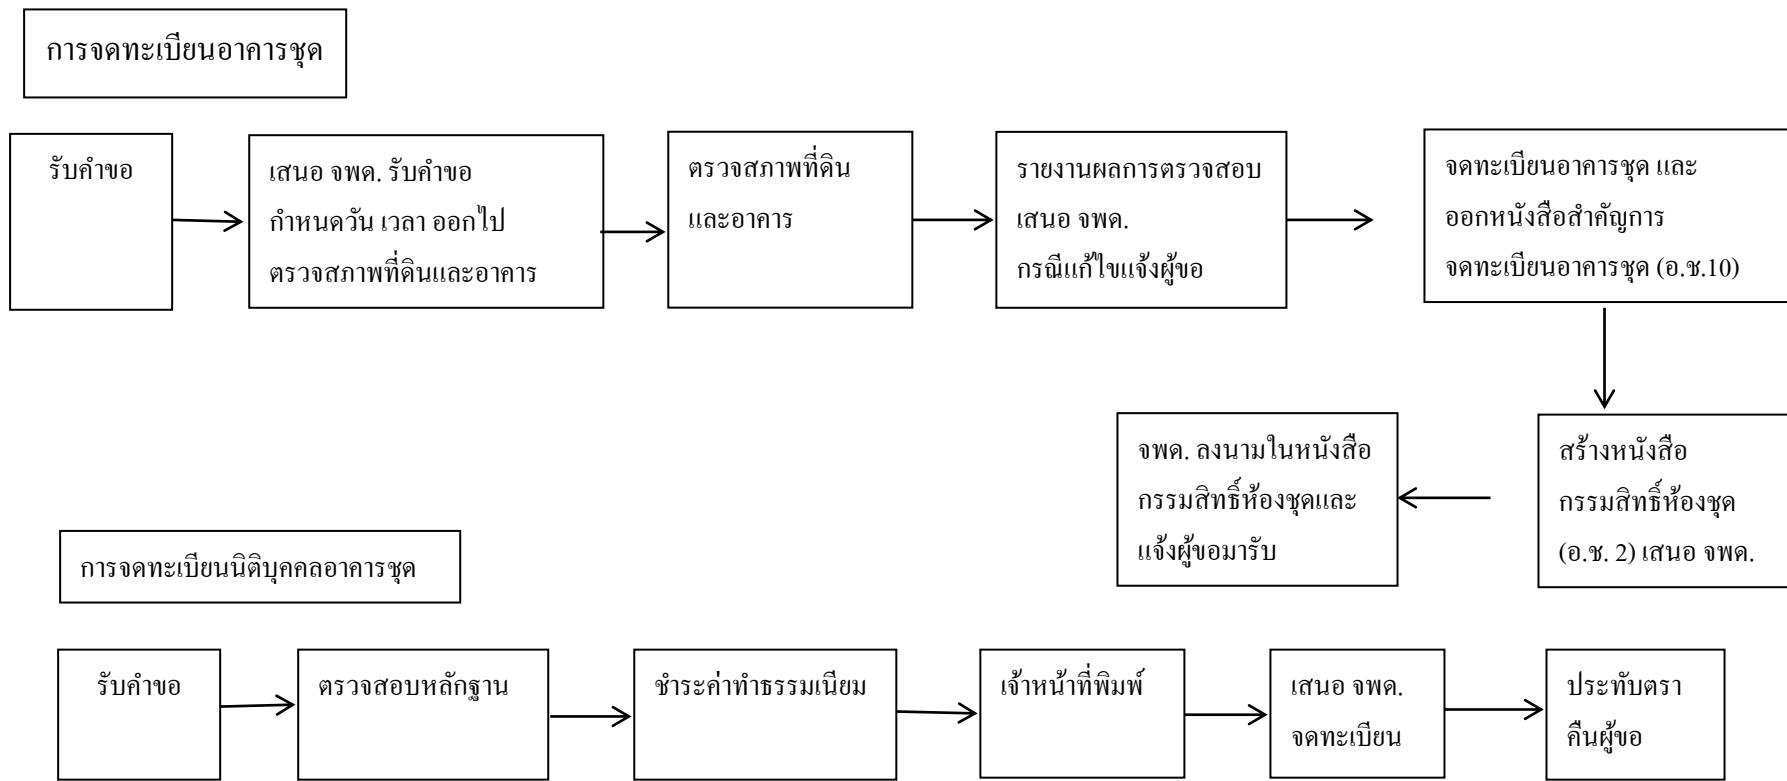 การจดทะเบียนอาคารชุด
รับคำขอ
เสนอ จพด. รับคำขอ
กำหนดวัน เวลา ออกไป
ตรวจสภาพที่ดินและอาคาร
ตรวจสภาพที่ดิน
และอาคาร
รายงานผลการตรวจสอบ
เสนอ จพด.
กรณีแก้ไขแจ้งผู้ขอ
จดทะเบียนอาคารชุด และ
ออกหนังสือสำคัญการ
จดทะเบียนอาคารชุด (อ.ช.10)
สร้างหนังสือ
กรรมสิทธิ์ห้องชุด
(อ.ช. 2) เสนอ จพด.
จพด. ลงนามในหนังสือ
กรรมสิทธิ์ห้องชุดและ
แจ้งผู้ขอมารับ
การจดทะเบียนนิติบุคคลอาคารชุด
รับคำขอ
ตรวจสอบหลักฐาน
ชำระค่าทำธรรมเนียม
เจ้าหน้าที่พิมพ์
เสนอ จพด.
จดทะเบียน
ประทับตรา
คืนผู้ขอ